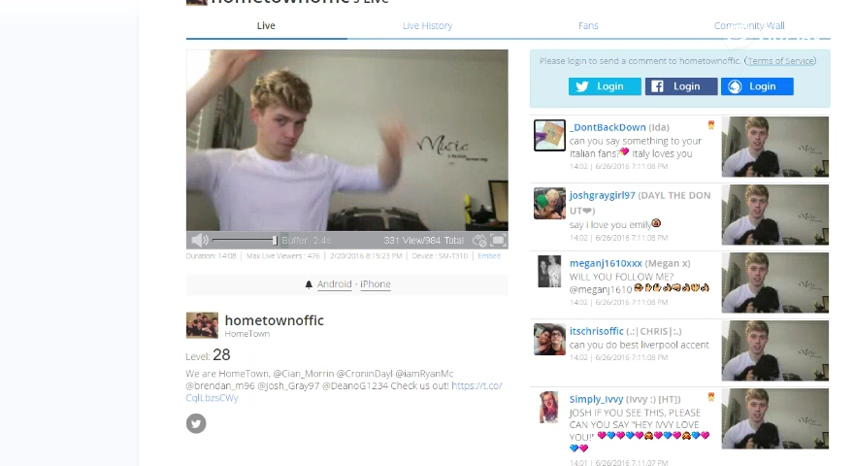 hometownoffic's Live
Live
Live History
Fans
Community Wall
Buffer 2.4s
331 View/984 Total
Duration: 14:08 | Max Live Viewers : 476 | 2/20/2016 8:15:23 PM | Device : SM-T310 | Embed
Android - iPhone
hometownoffic
HomeTown
Level: 28
We are HomeTown, @Cian_Morrin @CroninDayl @iamRyanMc
@brendan_m96 @Josh_Gray97 @DeanoG1234 Check us out! https://t.co/
Music
Please login to send a comment to hometownoffic. (Terms of Service)
Login
Login
Login
_DontBackDown (Ida)
can you say something to your
Italian fans?💖 Italy loves you
14:02 | 6/26/2016 7:11:08 PM
joshgraygirl97 (DAYL THE DON
UT❤)
say i love you emily
14:02 | 6/26/2016 7:11:08 PM
meganj1610xxx (Megan x)
WILL YOU FOLLOW ME?
@meganj1610
14:02 | 6/26/2016 7:11:08 PM
itschrisoffic (.:|CHRIS|:.)
can you do best liverpool accent
14:02 | 6/26/2016 7:11:08 PM
Simply_Ivvy (Ivvy :) [HT])
JOSH IF YOU SEE THIS, PLEASE
CAN YOU SAY "HEY IVVY LOVE
YOU!"
14:01 | 6/26/2016 7:11:07 PM